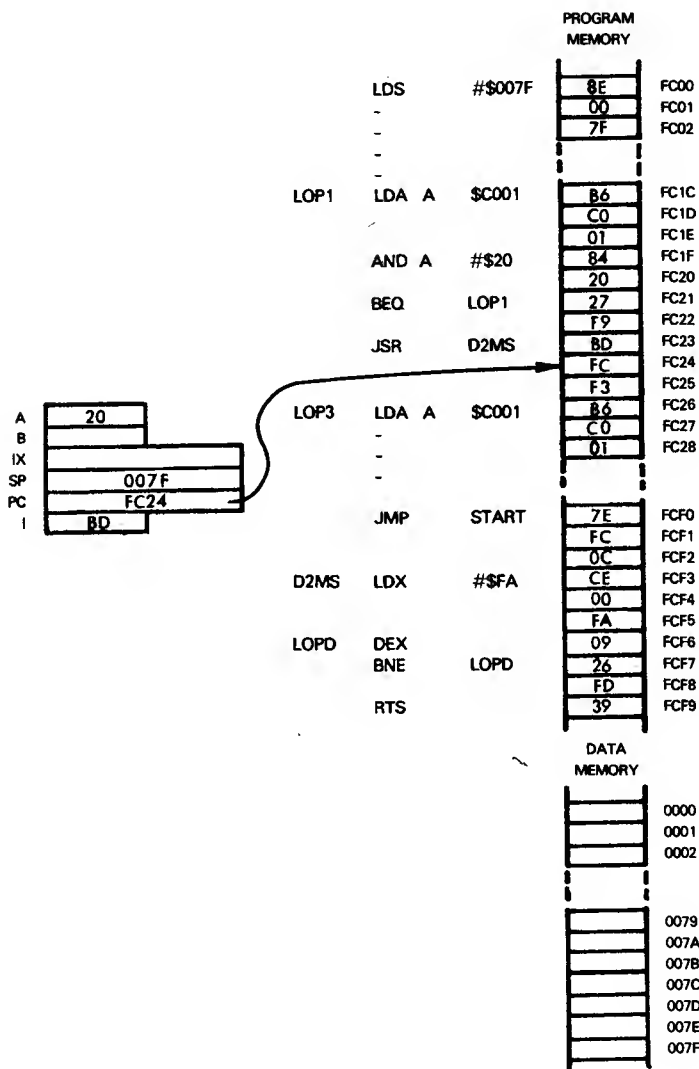 PROGRAM
MEMORY
LDS #$007F 8E FC00
- 00 FC01
- 7F FC02
-
-
LOP1 LDA A $C001 B6 FC1C
C0 FC1D
01 FC1E
AND A #$20 84 FC1F
20 FC20
BEQ LOP1 27 FC21
F9 FC22
JSR D2MS BD FC23
FC FC24
F3 FC25
LOP3 LDA A $C001 B6 FC26
- C0 FC27
- 01 FC28
-
A 20
B
IX
SP 007F
PC FC24
I BD
JMP START 7E FCF0
FC FCF1
0C FCF2
D2MS LDX #$FA CE FCF3
00 FCF4
FA FCF5
LOPD DEX 09 FCF6
BNE LOPD 26 FCF7
FD FCF8
RTS 39 FCF9
DATA
MEMORY
0000
0001
0002
0079
007A
007B
007C
007D
007E
007F